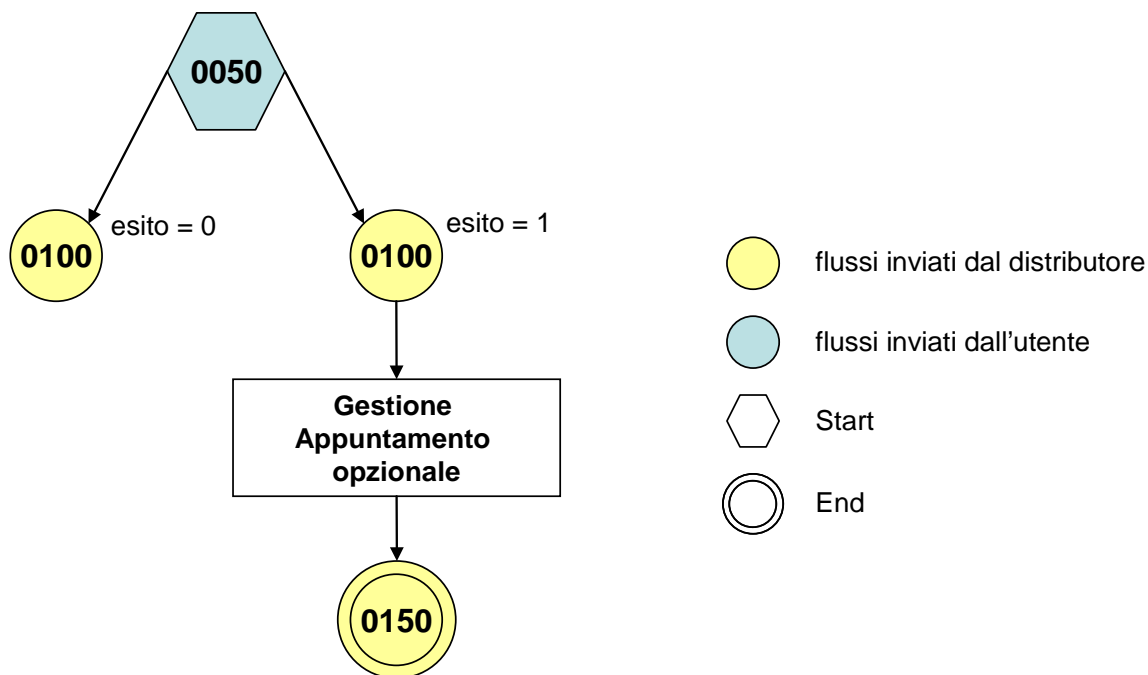 0050
esito = 0
esito = 1
0100
0100
flussi inviati dal distributore
flussi inviati dall'utente
Gestione
Appuntamento
opzionale
Start
End
0150